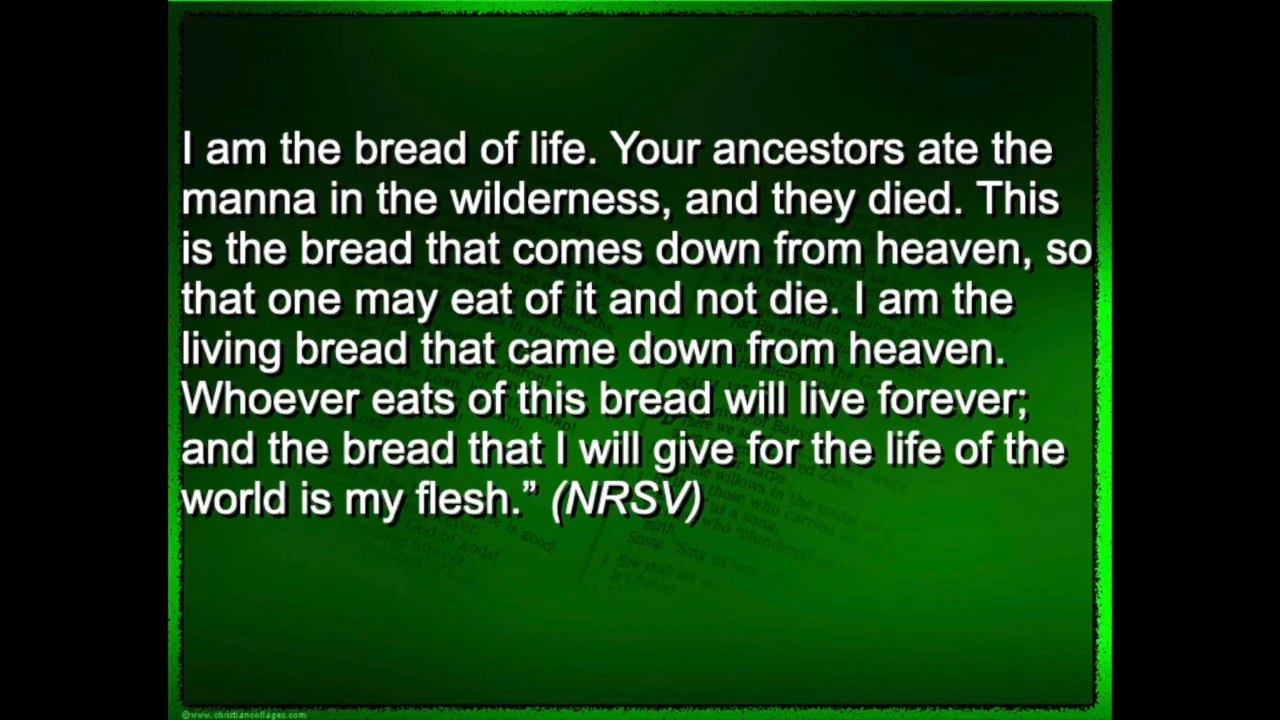 I am the bread of life. Your ancestors ate the
manna in the wilderness, and they died. This
is the bread that comes down from heaven, so
that one may eat of it and not die. I am the
living bread that came down from heaven.
Whoever eats of this bread will live forever;
and the bread that I will give for the life of the
world is my flesh.” (NRSV)
©www.christiancollages.com